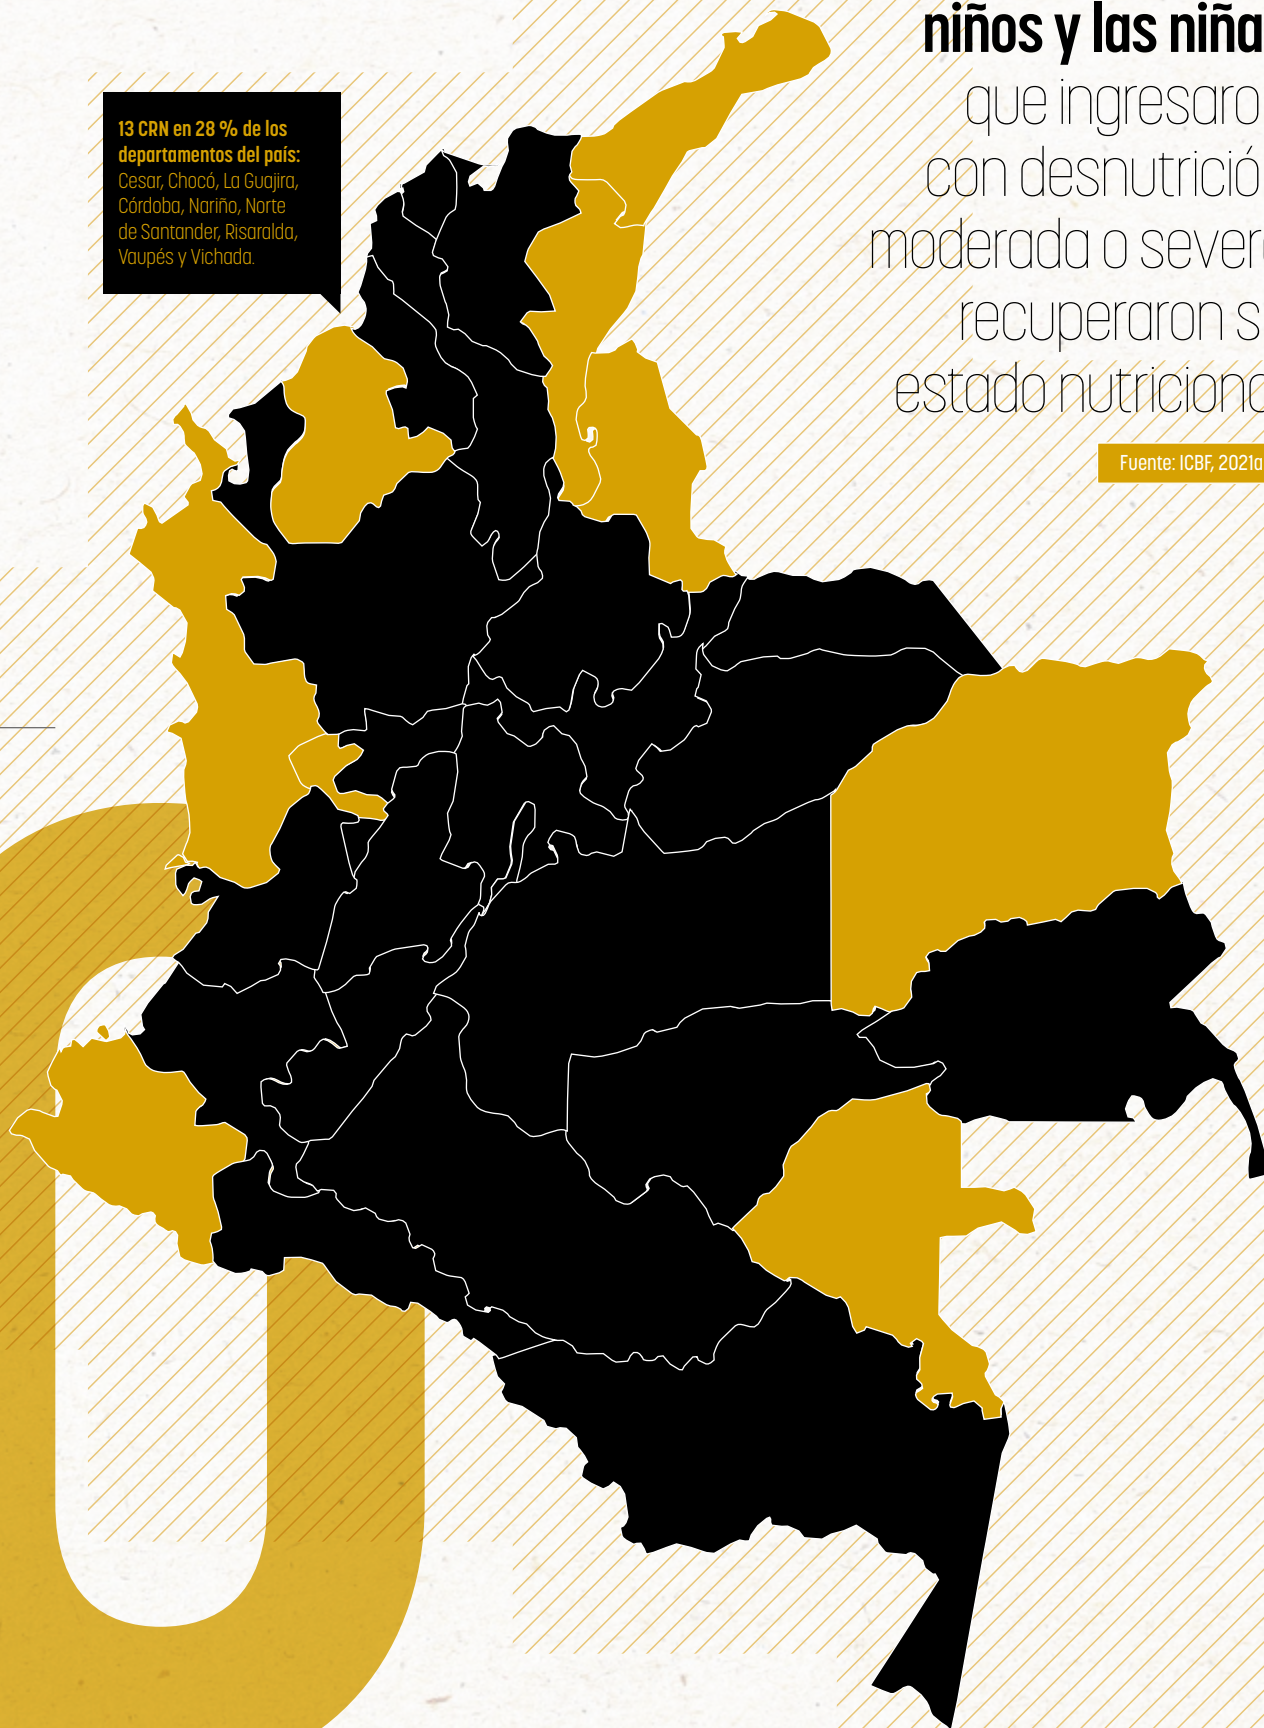 niños y las niña
que ingresaro
con desnutrició
moderada o sever
recuperaron s
estado nutricion
Fuente: ICBF, 2021a
13 CRN en 28 % de los
departamentos del país:
Cesar, Chocó, La Guajira,
Córdoba, Nariño, Norte
de Santander, Risaralda,
Vaupés y Vichada.